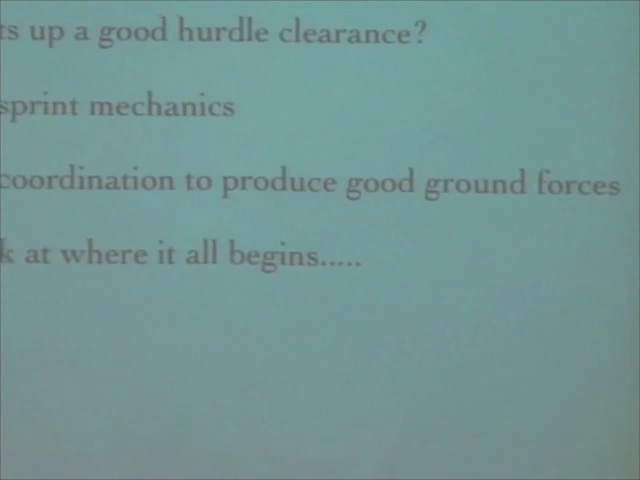 ts up a good hurdle clearance?
sprint mechanics
coordination to produce good ground forces
k at where it all begins.....